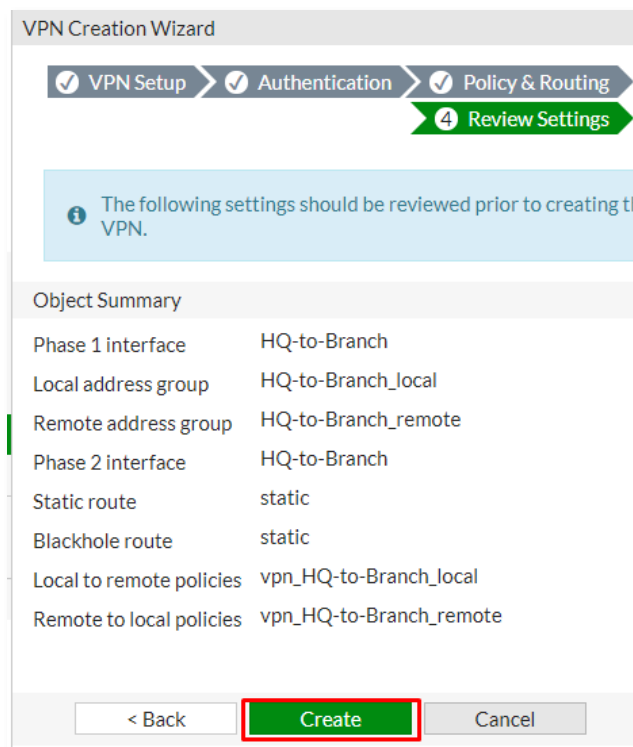 VPN Creation Wizard
VPN Setup Authentication Policy & Routing
4 Review Settings
The following settings should be reviewed prior to creating
VPN.
Object Summary
Phase 1 interface HQ-to-Branch
Local address group HQ-to-Branch_local
Remote address group HQ-to-Branch_remote
Phase 2 interface HQ-to-Branch
Static route static
Blackhole route static
Local to remote policies vpn_HQ-to-Branch_local
Remote to local policies vpn_HQ-to-Branch_remote
< Back Create Cancel